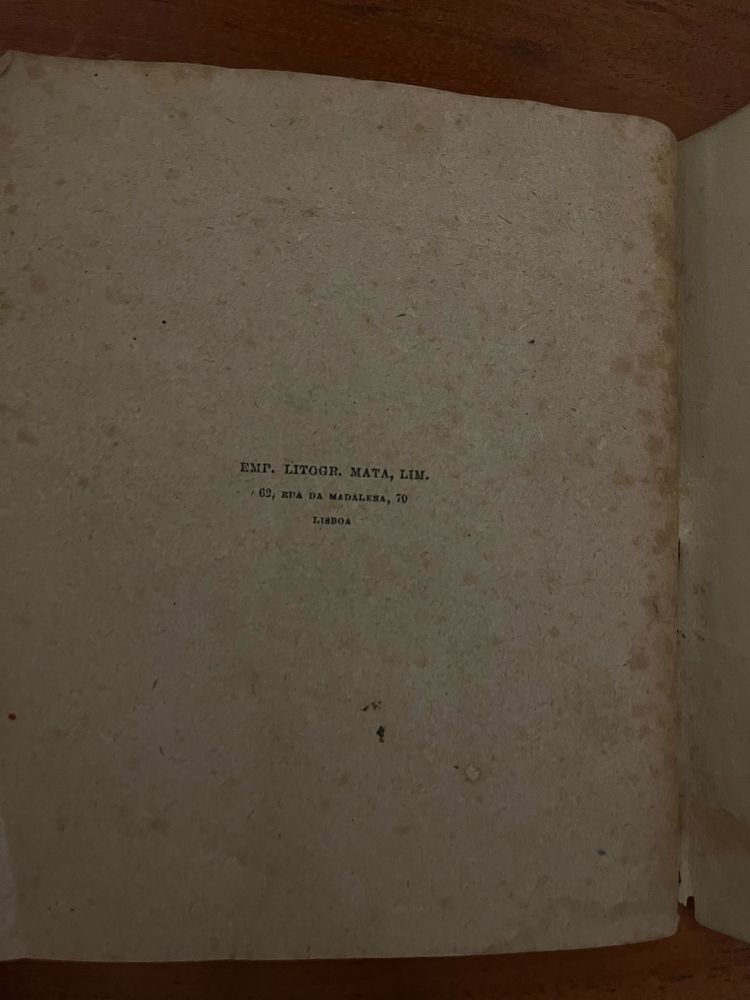 EMP. LITOGR. MATA, LIM.
62, RUA DA MADALENA, 70
LISBOA